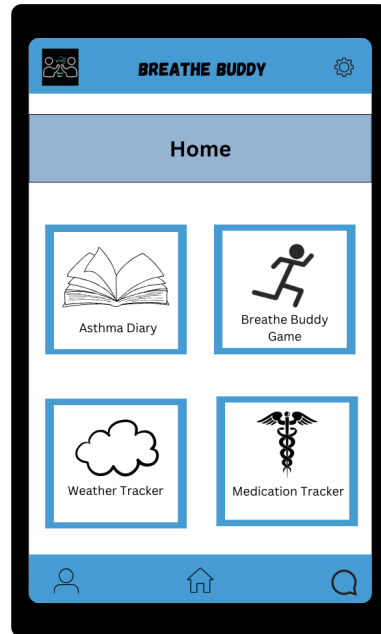 BREATHE BUDDY
Home
Asthma Diary
Breathe Buddy
Game
Weather Tracker
Medication Tracker